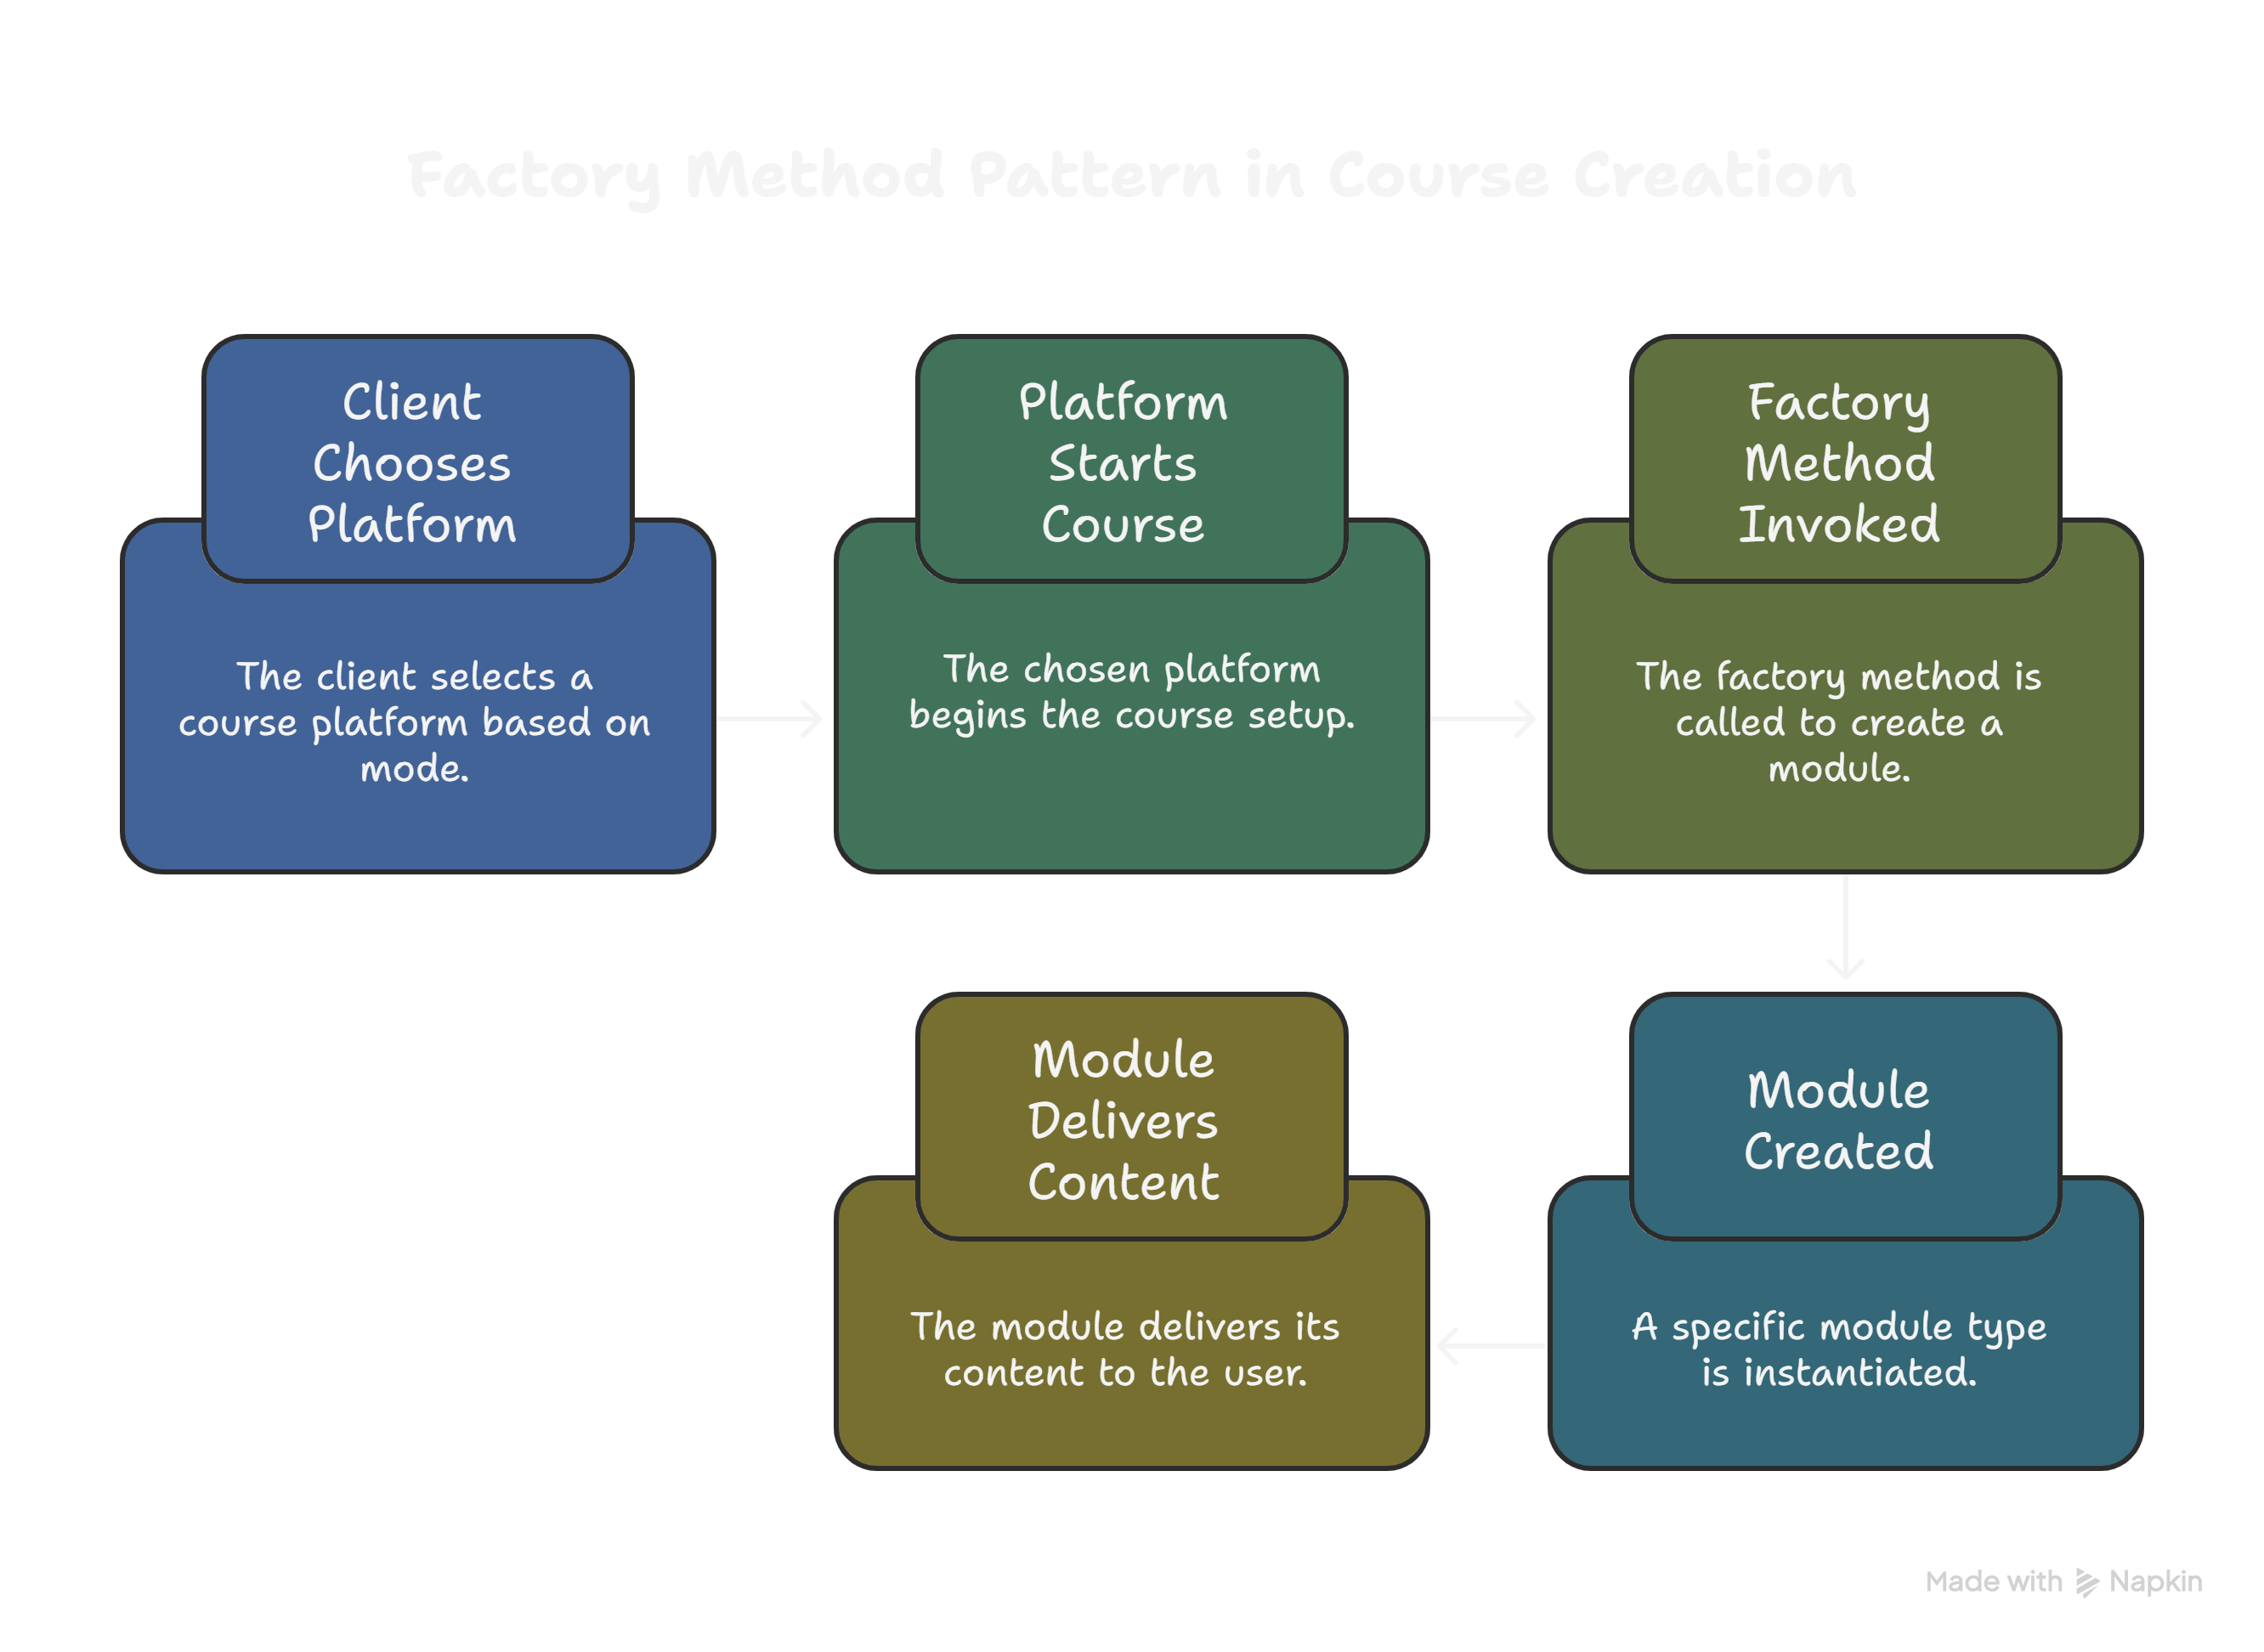 Factory Method Pattern in Course Creation
Client
Chooses
Platform
The client selects a
course platform based on
mode.
Platform
Starts
Course
The chosen platform
begins the course setup.
Factory
Method
Invoked
The factory method is
called to create a
module.
Module
Created
A specific module type
is instantiated.
Module
Delivers
Content
The module delivers its
content to the user.
Made with Napkin